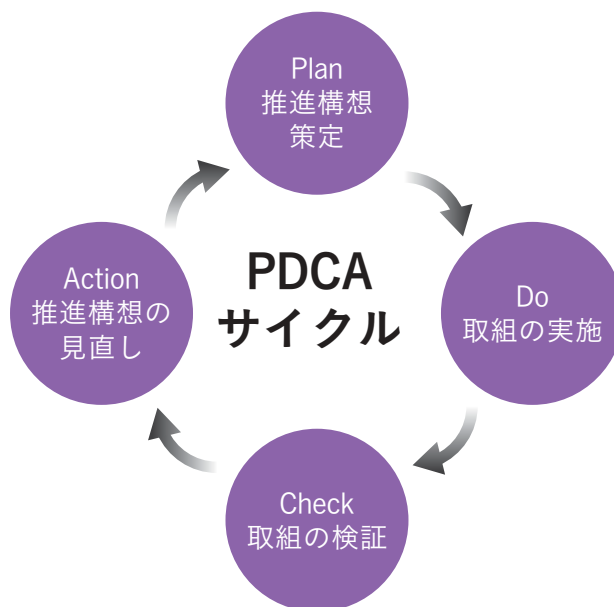 Plan
推進構想
策定
Action
推進構想の
見直し
PDCA
サイクル
Do
取組の実施
Check
取組の検証